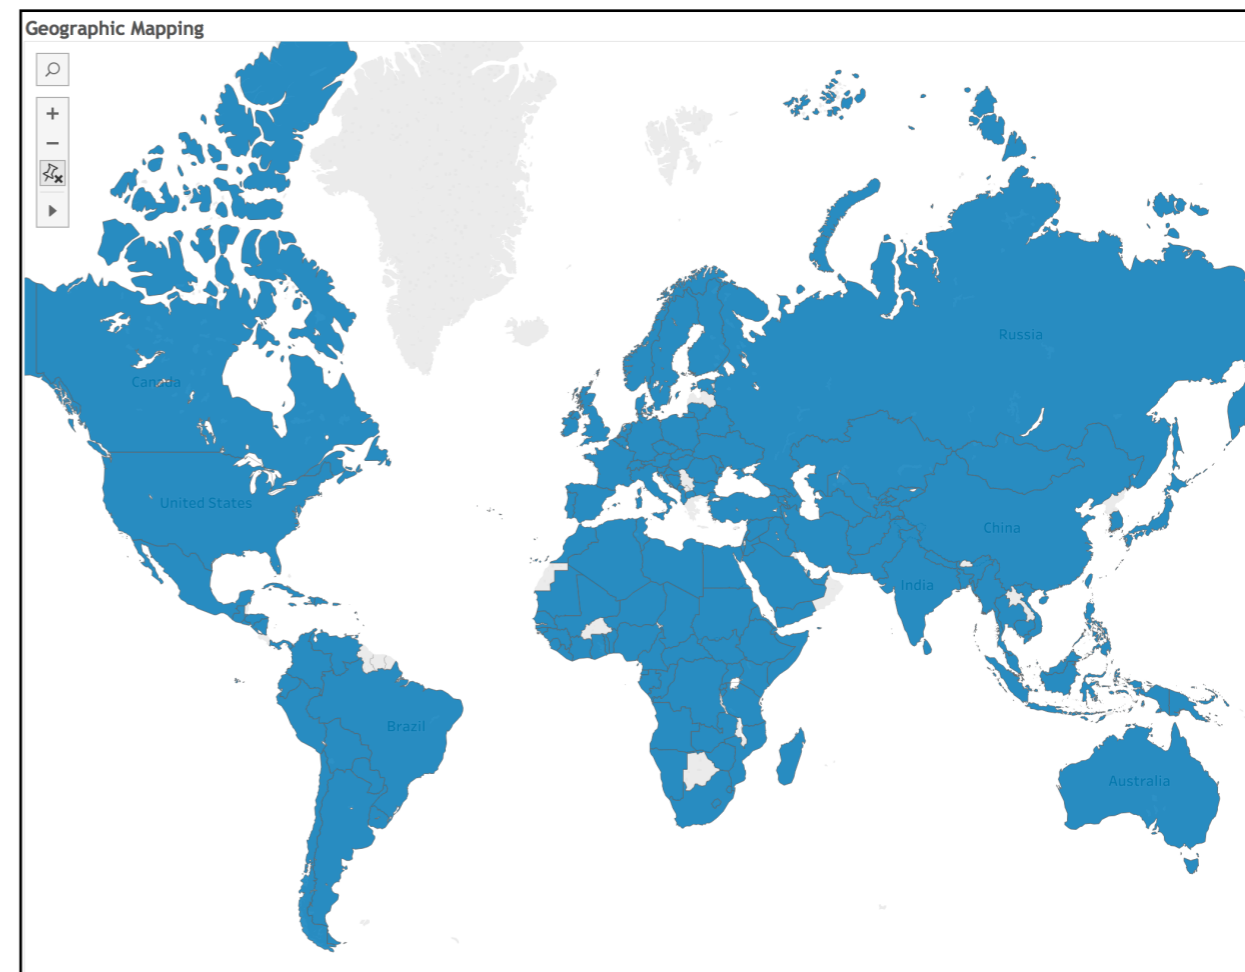 Geographic Mapping
Russia
Canada
United States
China
India
Brazil
Australia